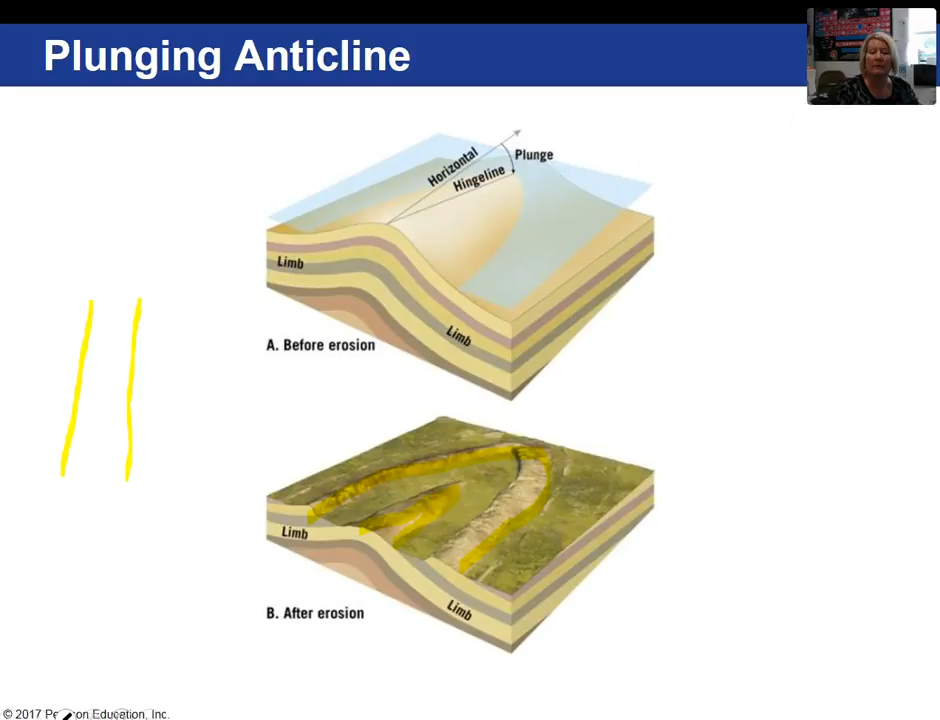 Plunging Anticline
Horizontal
Plunge
Hingeline
Limb
Limb
A. Before erosion
Limb
Limb
B. After erosion
© 2017 Education, Inc.